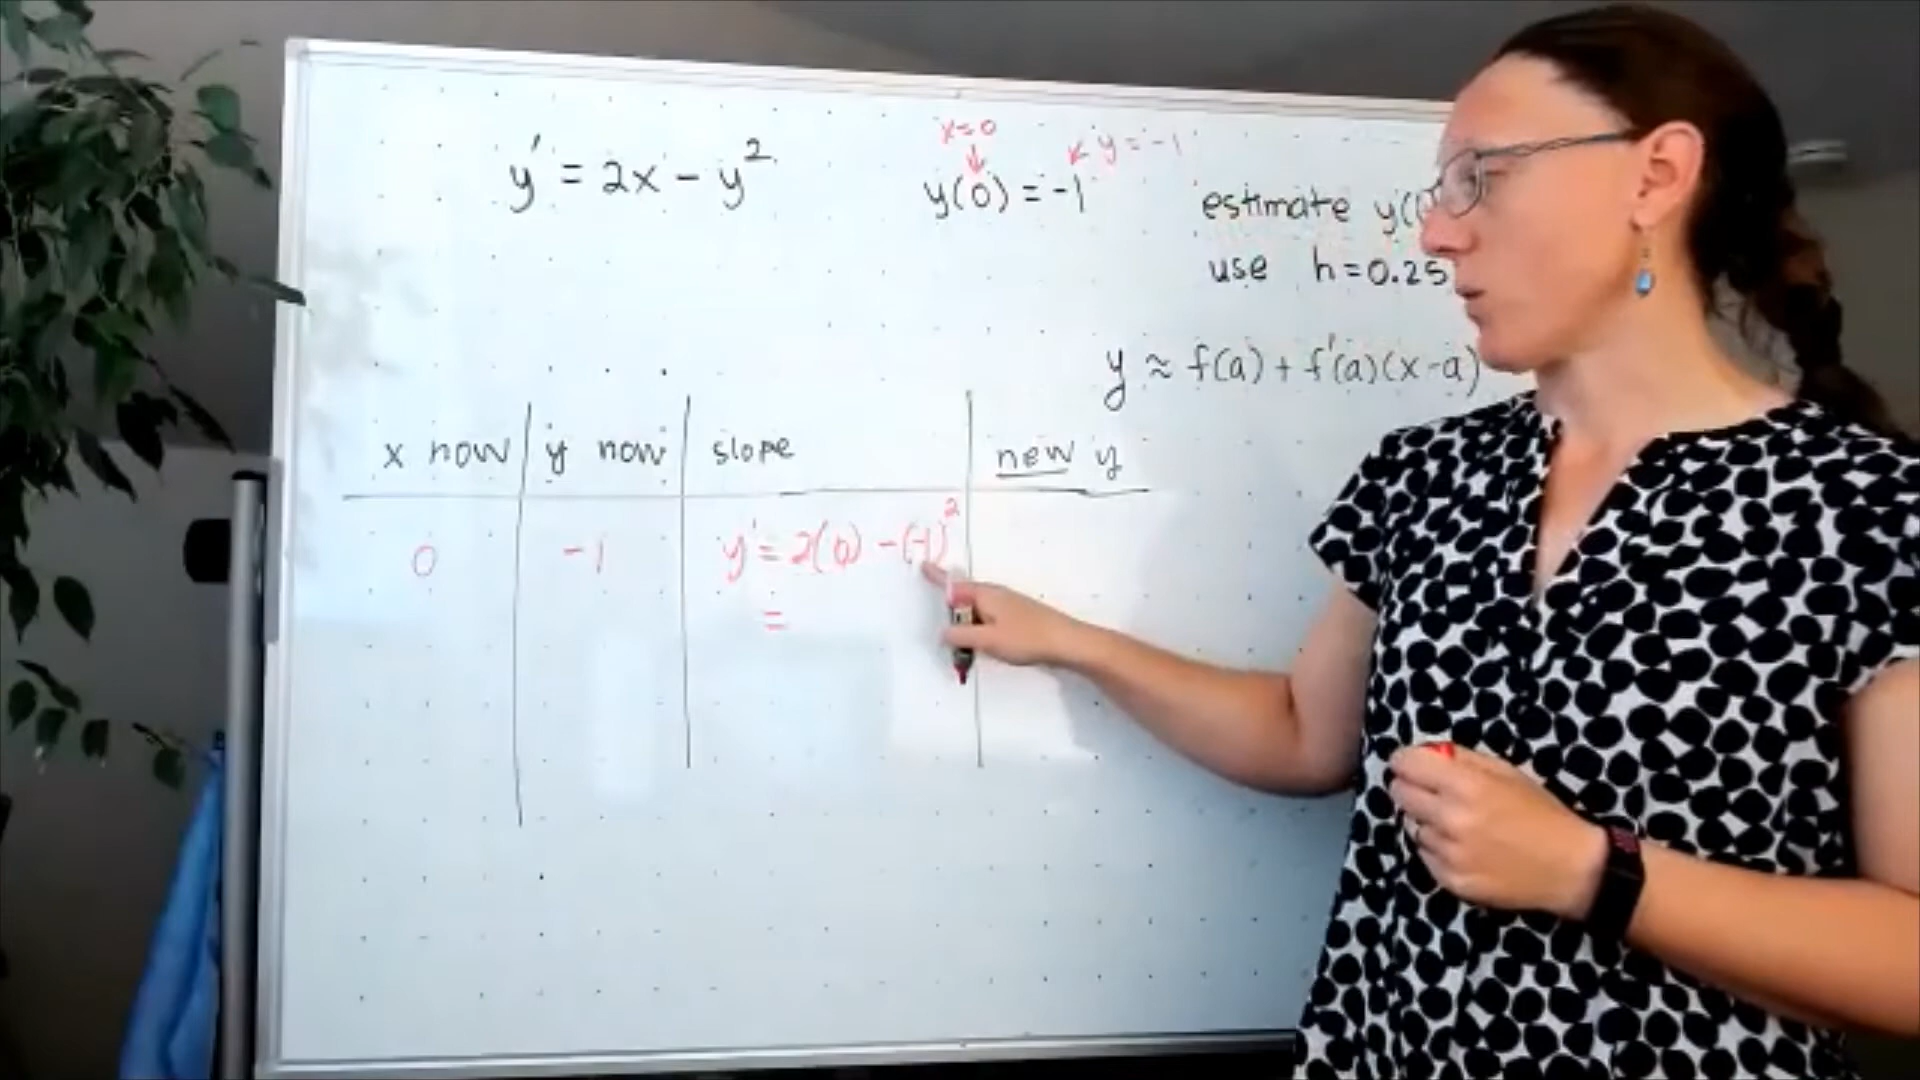 y' = 2x - y²
x=0
y = -1
y(0) = -1
estimate y(
use h=0.25
y ≈ f(a) + f'(a)(x-a)
x now y now slope new y
0 -1 y' = 2(0) -(-1)²
=